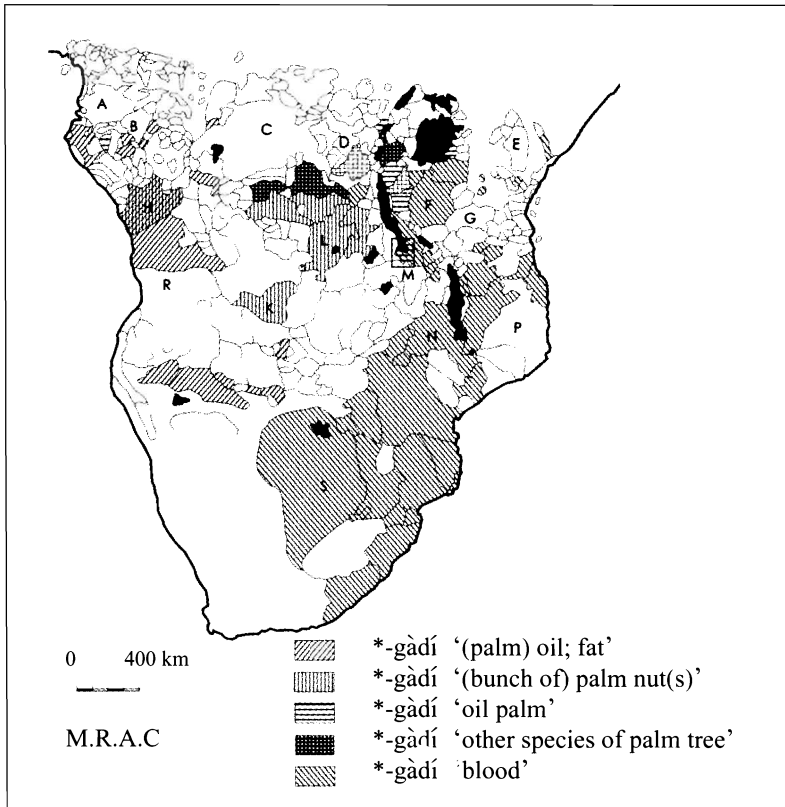 A
B
C
D
E
H
F
G
L
M
R
K
N
P
S
0 400 km
M.R.A.C
*-gàdí ‘(palm) oil; fat’
*-gàdí ‘(bunch of) palm nut(s)’
*-gàdí ‘oil palm’
*-gàdí ‘other species of palm tree’
*-gàdí ‘blood’